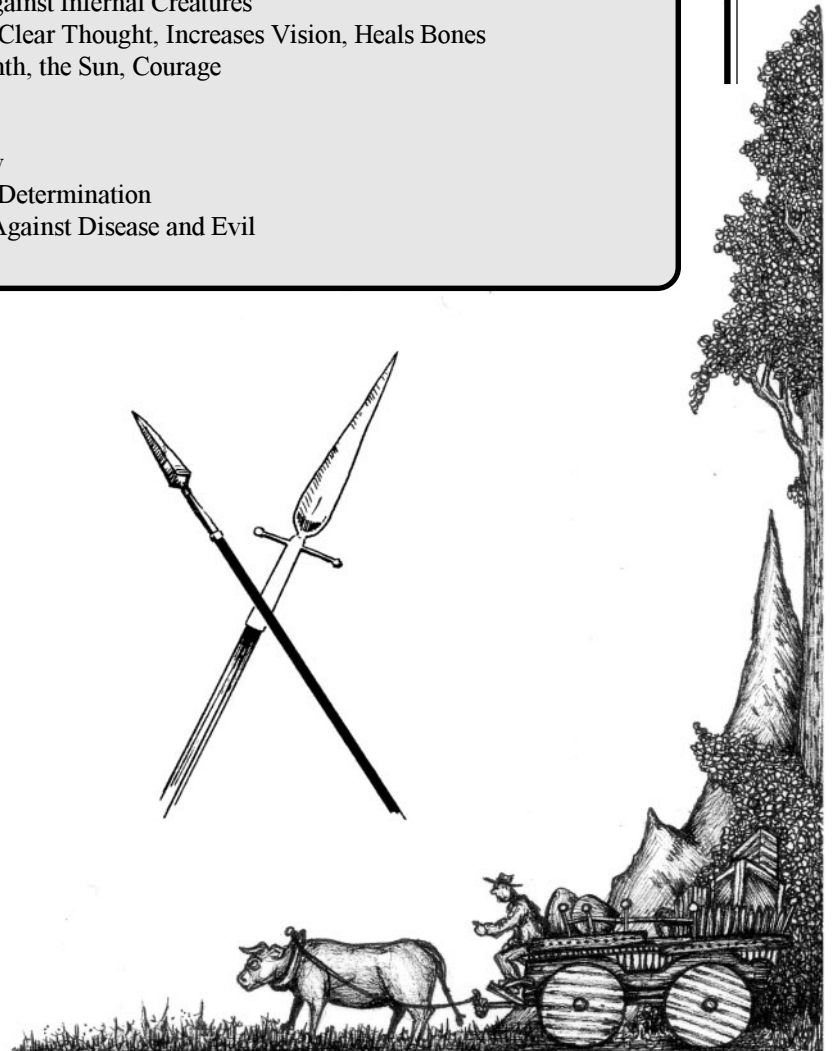 gainst Infernal Creatures
Clear Thought, Increases Vision, Heals Bones
nth, the Sun, Courage
y
Determination
Against Disease and Evil